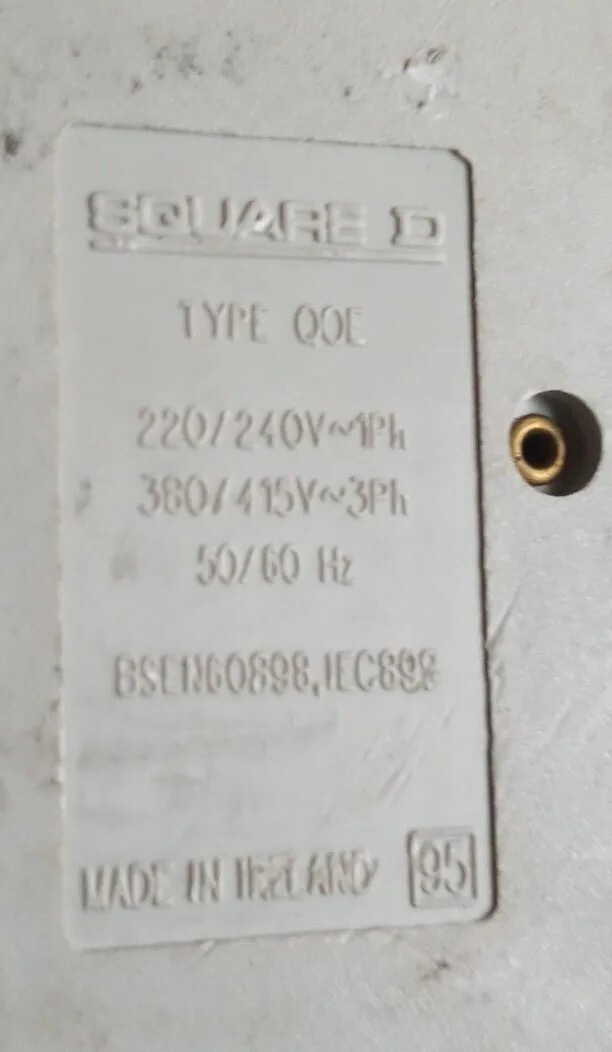 SQUARE D
TYPE QOE
220/240V~1Ph
380/415V~3Ph
50/60 Hz
BSEN60898,IEC898
MADE IN IRELAND 95